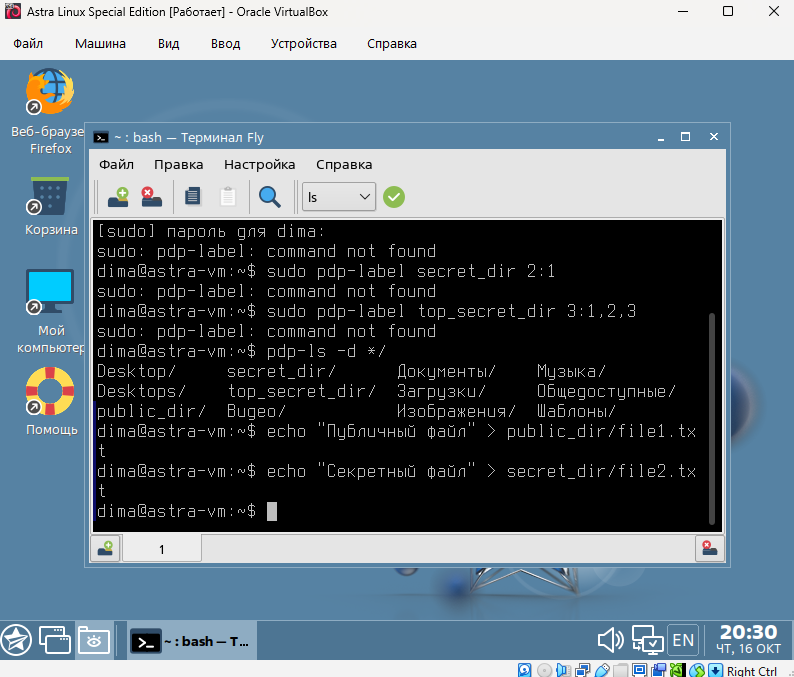 Astra Linux Special Edition [Работает] - Oracle VirtualBox
Файл Машина Вид Ввод Устройства Справка
Веб-браузе
Firefox
Корзина
Мой
компьютер
Помощь
~ : bash — Терминал Fly
Файл Правка Настройка Справка
ls
[sudo] пароль для dima:
sudo: pdp-label: command not found
dima@astra-vm:~$ sudo pdp-label secret_dir 2:1
sudo: pdp-label: command not found
dima@astra-vm:~$ sudo pdp-label top_secret_dir 3:1,2,3
sudo: pdp-label: command not found
dima@astra-vm:~$ pdp-ls -d */
Desktop/ secret_dir/ Документы/ Музыка/
Desktops/ top_secret_dir/ Загрузки/ Общедоступные/
public_dir/ Видео/ Изображения/ Шаблоны/
dima@astra-vm:~$ echo "Публичный файл" > public_dir/file1.tx
t
dima@astra-vm:~$ echo "Секретный файл" > secret_dir/file2.tx
t
dima@astra-vm:~$
1
~ : bash — Т...
EN
20:30
ЧТ, 16 ОКТ
Right Ctrl